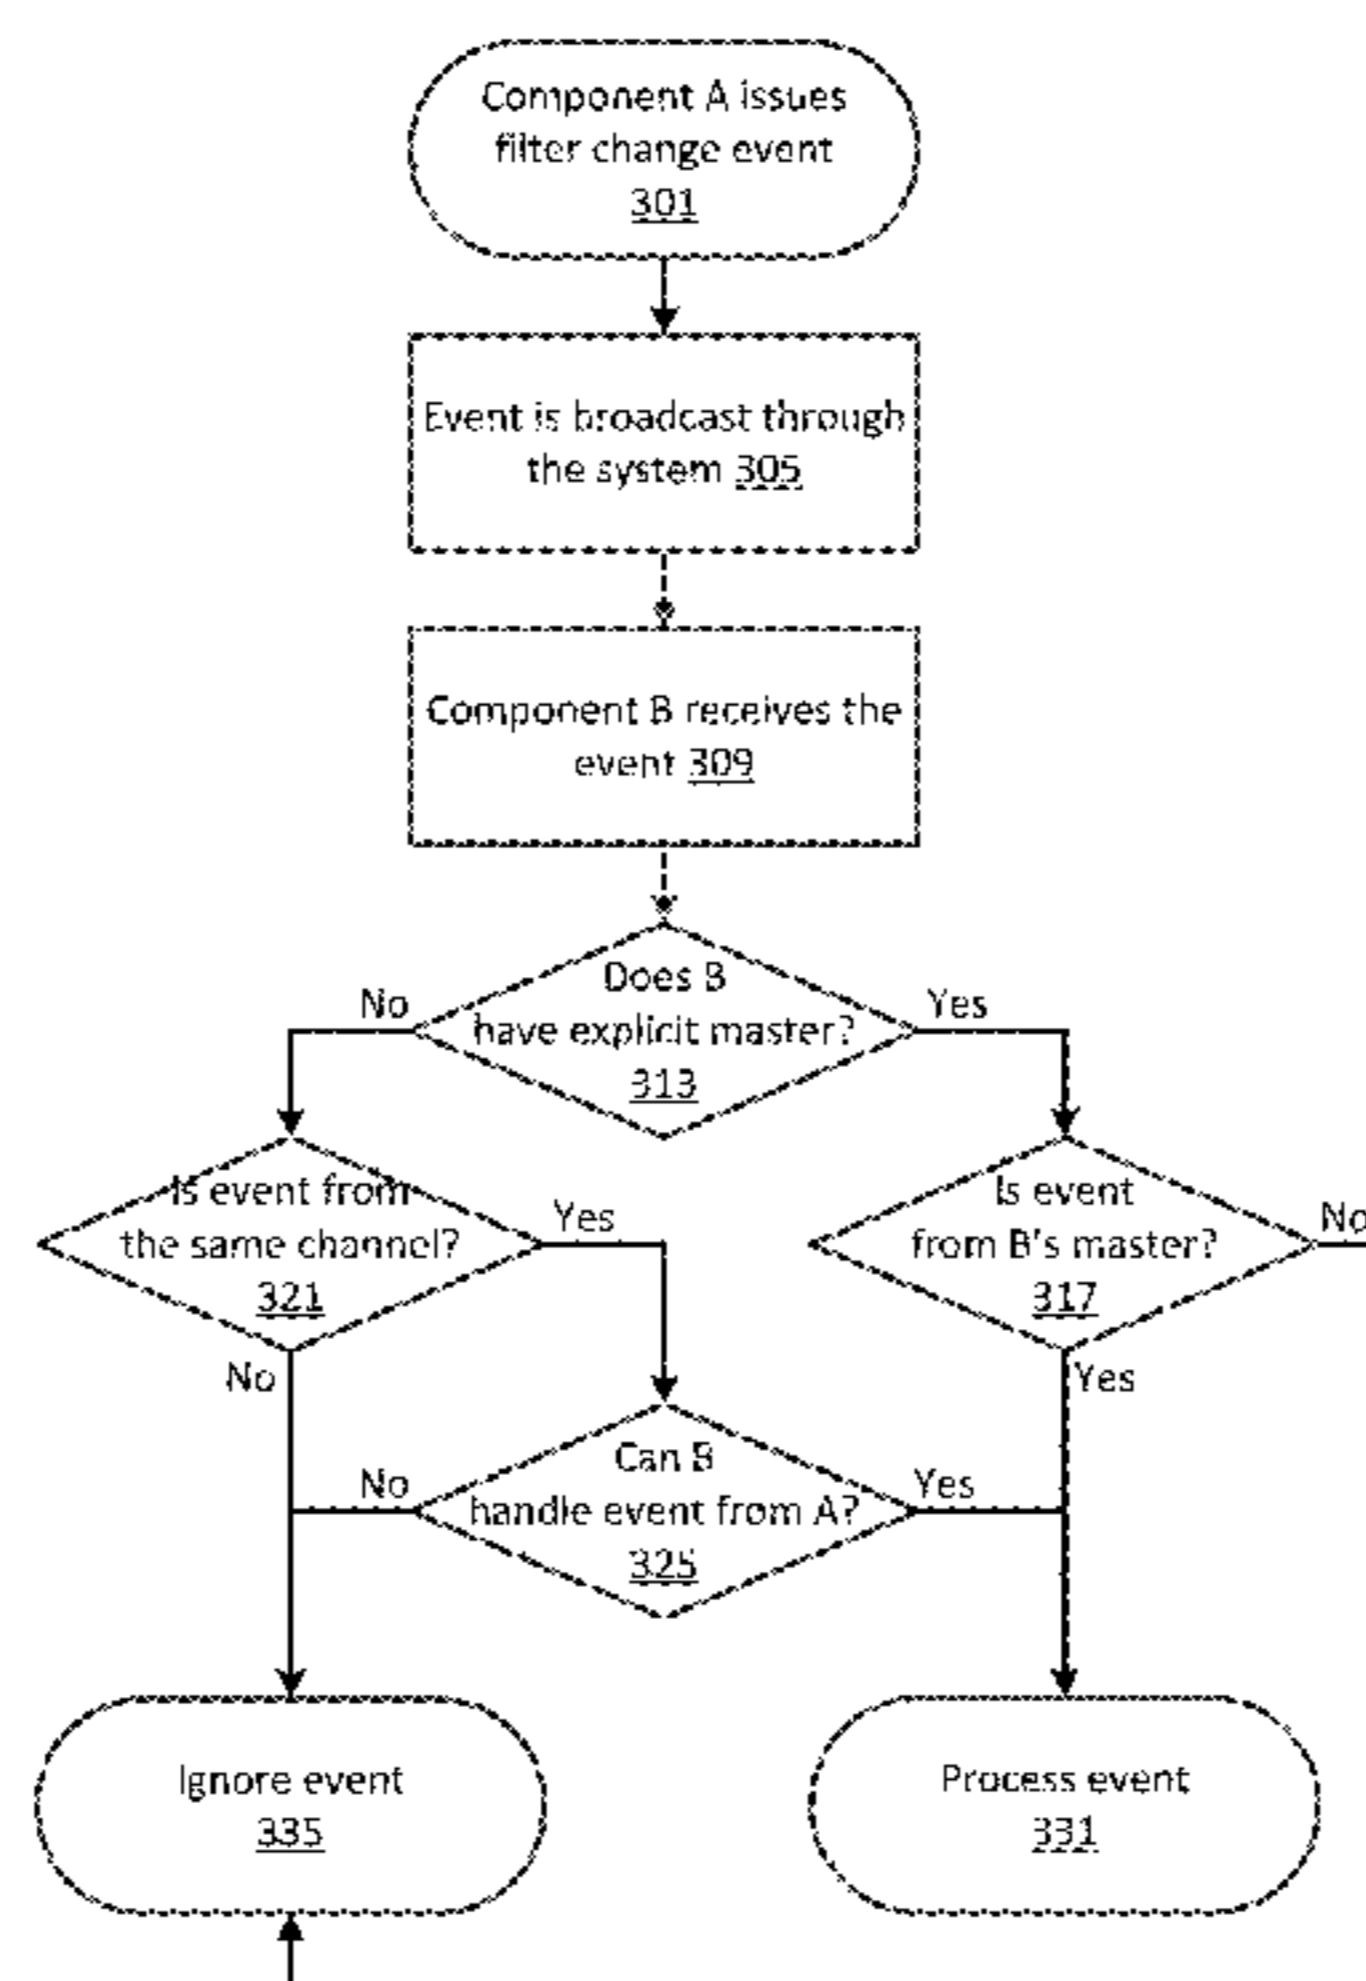 Component A issues
filter change event
301
Event is broadcast through
the system 305
Component B receives the
event 309
Does B
have explicit master?
313
No
Yes
Is event from
the same channel?
321
Yes
No
Is event
from B's master?
317
No
Yes
Can B
handle event from A?
325
No
Yes
Ignore event
335
Process event
331